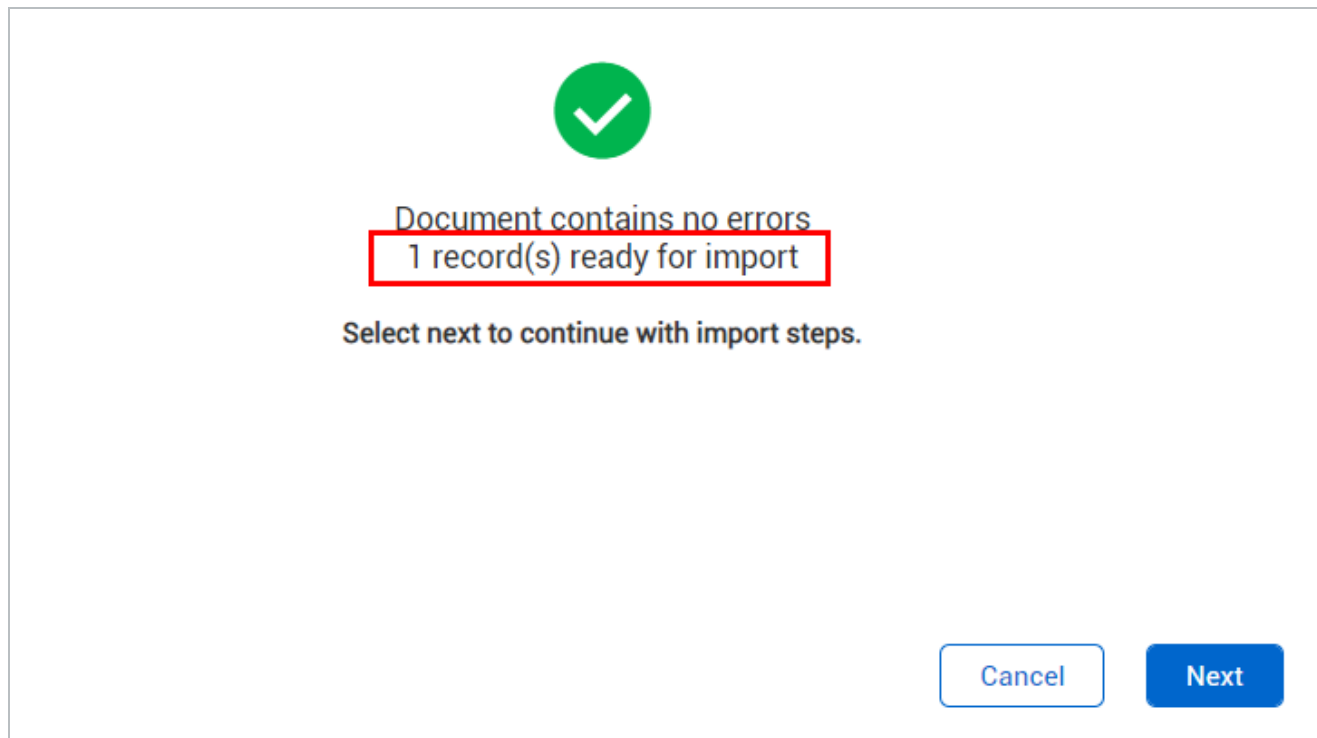 Document contains no errors
1 record(s) ready for import
Select next to continue with import steps.
Cancel
Next